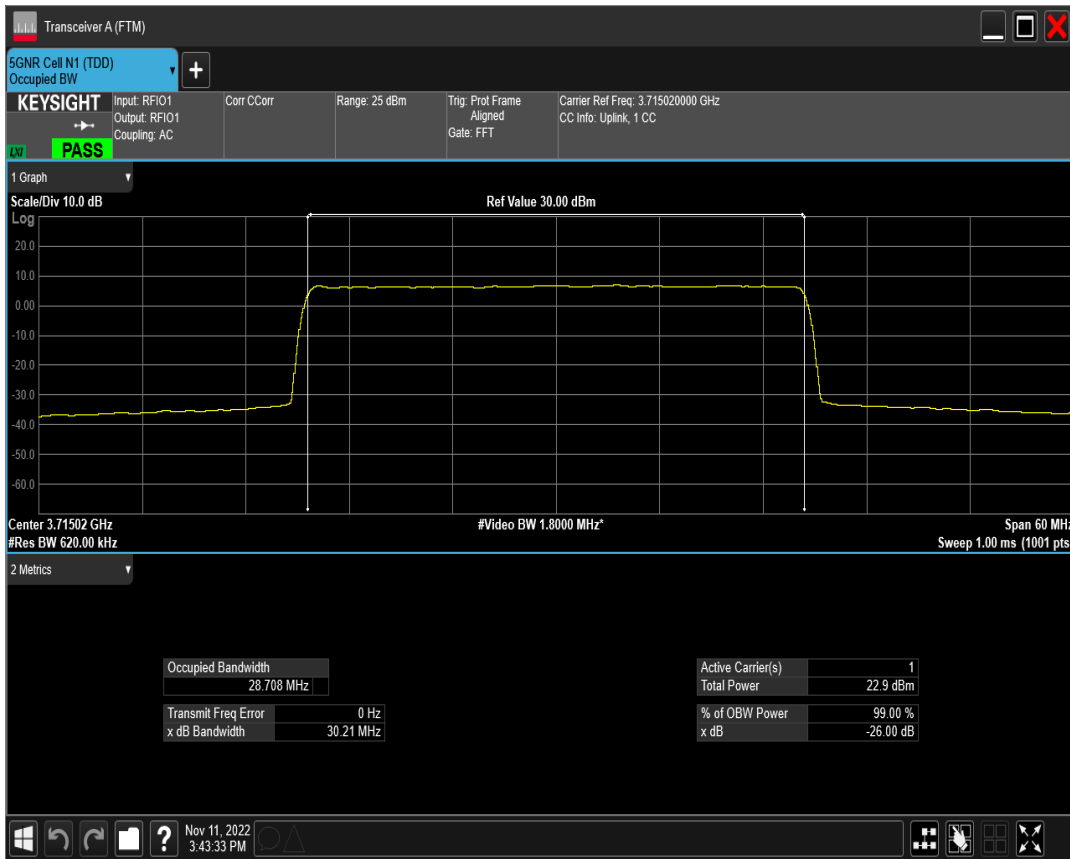 Transceiver A (FTM)
5GNR Cell N1 (TDD)
Occupied BW
+
KEYSIGHT
LXI
PASS
Input: RFIO1
Output: RFIO1
Coupling: AC
Corr CCorr
Range: 25 dBm
Trig: Prot Frame
Aligned
Gate: FFT
Carrier Ref Freq: 3.715020000 GHz
CC Info: Uplink, 1 CC
1 Graph
Scale/Div 10.0 dB
Ref Value 30.00 dBm
Log
20.0
10.0
0.00
-10.0
-20.0
-30.0
-40.0
-50.0
-60.0
Center 3.71502 GHz
#Video BW 1.8000 MHz*
Span 60 MHz
#Res BW 620.00 kHz
Sweep 1.00 ms (1001 pts
2 Metrics
Occupied Bandwidth
28.708 MHz
Transmit Freq Error 0 Hz
x dB Bandwidth 30.21 MHz
Active Carrier(s) 1
Total Power 22.9 dBm
% of OBW Power 99.00 %
x dB -26.00 dB
?
Nov 11, 2022
3:43:33 PM